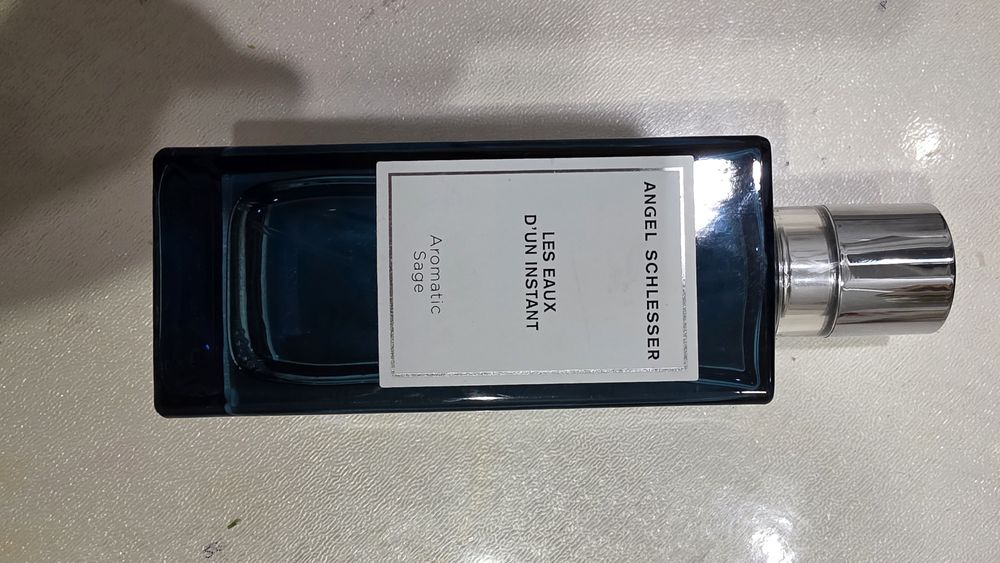 ANGEL SCHLESSER
LES EAUX
D'UN INSTANT
Aromatic
Sage